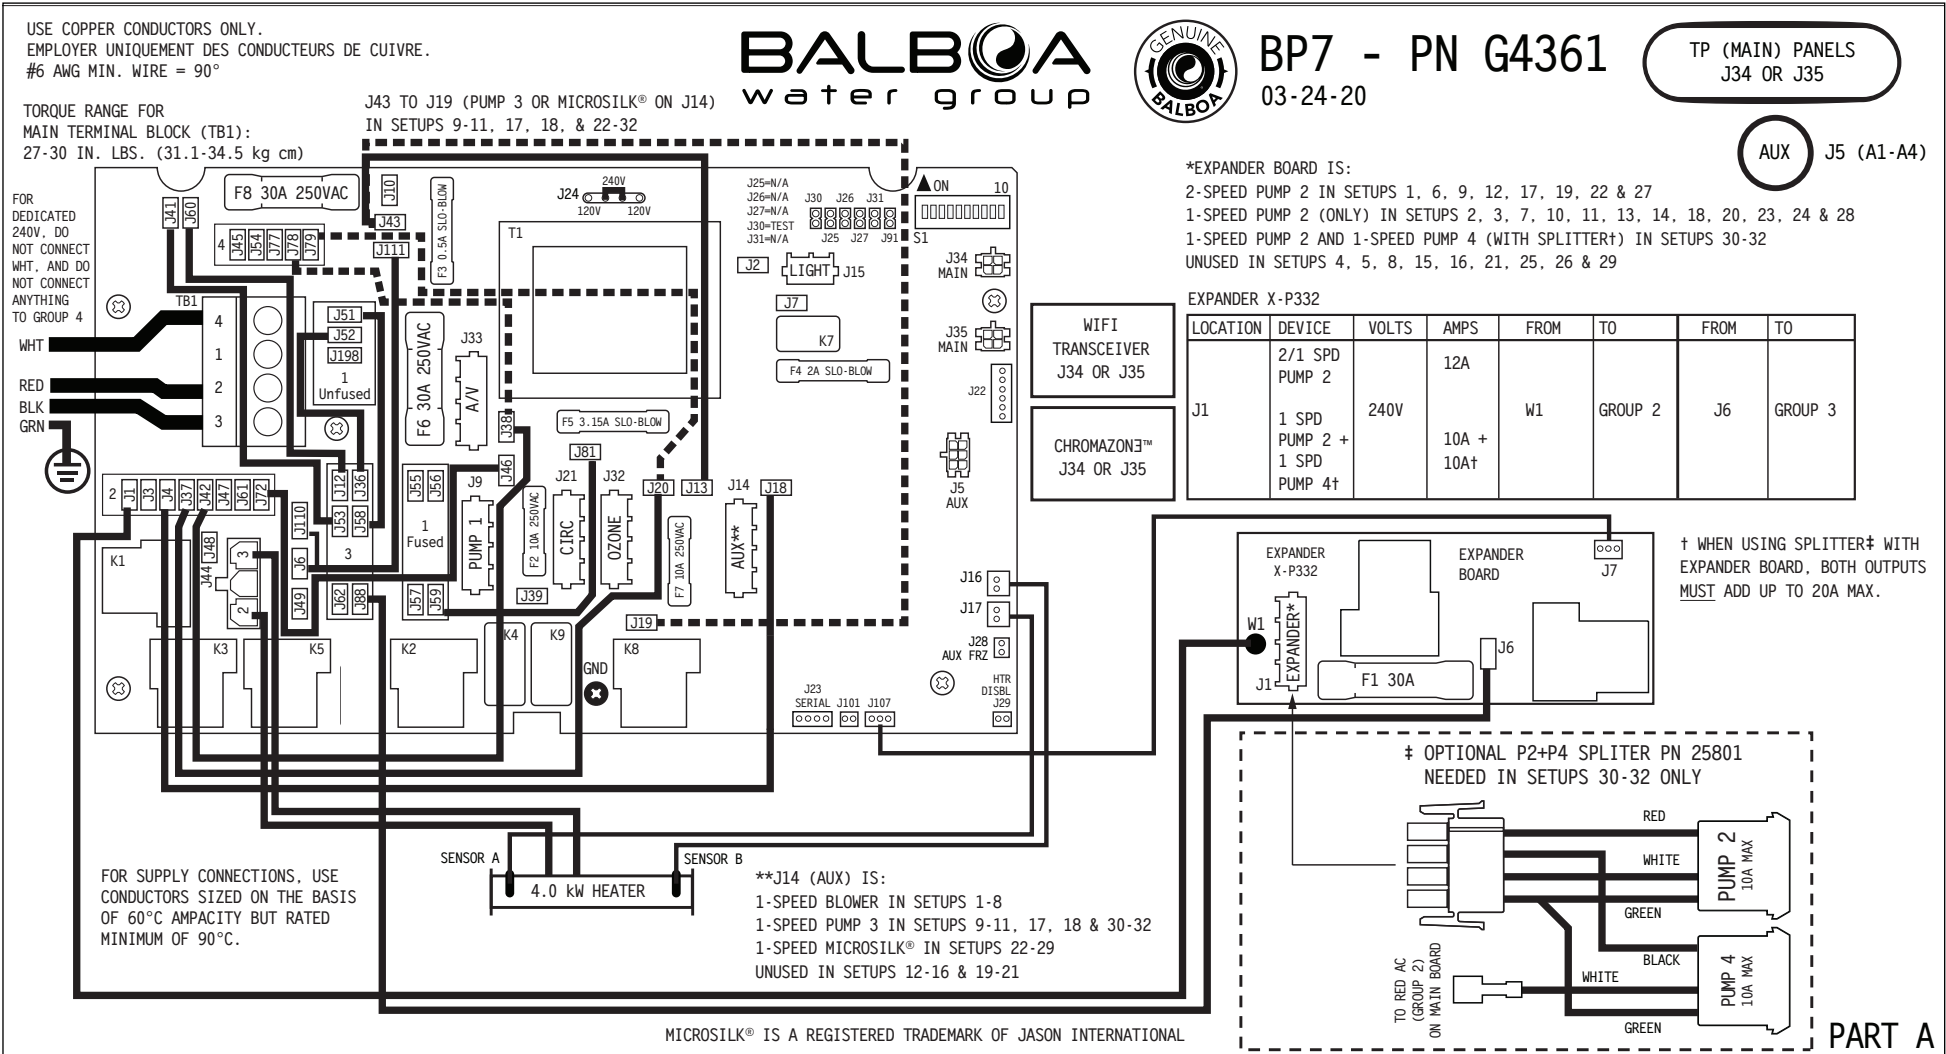 USE COPPER CONDUCTORS ONLY.
EMPLOYER UNIQUEMENT DES CONDUCTEURS DE CUIVRE.
#6 AWG MIN. WIRE = 90°
TORQUE RANGE FOR
MAIN TERMINAL BLOCK (TB1):
27-30 IN. LBS. (31.1-34.5 kg cm)
J43 TO J19 (PUMP 3 OR MICROSILK® ON J14)
IN SETUPS 9-11, 17, 18, & 22-32
BALBOA
water group
GENUINE
BALBOA
BP7 - PN G4361
03-24-20
TP (MAIN) PANELS
J34 OR J35
AUX
J5 (A1-A4)
*EXPANDER BOARD IS:
2-SPEED PUMP 2 IN SETUPS 1, 6, 9, 12, 17, 19, 22 & 27
1-SPEED PUMP 2 (ONLY) IN SETUPS 2, 3, 7, 10, 11, 13, 14, 18, 20, 23, 24 & 28
1-SPEED PUMP 2 AND 1-SPEED PUMP 4 (WITH SPLITTER†) IN SETUPS 30-32
UNUSED IN SETUPS 4, 5, 8, 15, 16, 21, 25, 26 & 29
FOR
DEDICATED
240V, DO
NOT CONNECT
WHT, AND DO
NOT CONNECT
ANYTHING
TO GROUP 4
WHT
RED
BLK
GRN
F8 30A 250VAC
J41
J60
J10
J43
J111
4
J45
J54
J77
J78
J79
F3 0.5A SLO-BLOW
J24
240V
120V
120V
T1
J25=N/A
J26=N/A
J27=N/A
J30=TEST
J31=N/A
J30 J26 J31
J25 J27 J91
ON
10
S1
J2
LIGHT
J15
J7
K7
F4 2A SLO-BLOW
J34
MAIN
J35
MAIN
J22
J5
AUX
TB1
4
1
2
3
J51
J52
J198
1
Unfused
F6 30A 250VAC
J33
A/V
J38
J46
F5 3.15A SLO-BLOW
J81
2
J1
J3
J4
J37
J42
J47
J61
J72
J12
J36
J53
J58
3
J62
J88
J110
J6
J49
J48
J44
3
2
J55
J56
1
Fused
J57
J59
J9
PUMP 1
F2 10A 250VAC
J39
J21
CIRC
J32
OZONE
J20
J13
J14
AUX**
J18
F7 10A 250VAC
J19
K1
K3
K5
K2
K4
K9
K8
GND
J16
J17
J28
AUX FRZ
HTR
DISBL
J29
J23
SERIAL
J101
J107
WIFI
TRANSCEIVER
J34 OR J35
CHROMAZONƎ™
J34 OR J35
EXPANDER X-P332
LOCATION DEVICE VOLTS AMPS FROM TO FROM TO
J1
2/1 SPD
PUMP 2
1 SPD
PUMP 2 +
1 SPD
PUMP 4†
240V
12A
10A +
10A†
W1
GROUP 2
J6
GROUP 3
EXPANDER
X-P332
EXPANDER
BOARD
J7
W1
J1
EXPANDER*
F1 30A
J6
† WHEN USING SPLITTER‡ WITH
EXPANDER BOARD, BOTH OUTPUTS
MUST ADD UP TO 20A MAX.
‡ OPTIONAL P2+P4 SPLITER PN 25801
NEEDED IN SETUPS 30-32 ONLY
RED
WHITE
GREEN
PUMP 2
10A MAX
BLACK
WHITE
GREEN
PUMP 4
10A MAX
TO RED AC
(GROUP 2)
ON MAIN BOARD
SENSOR A
SENSOR B
4.0 kW HEATER
FOR SUPPLY CONNECTIONS, USE
CONDUCTORS SIZED ON THE BASIS
OF 60°C AMPACITY BUT RATED
MINIMUM OF 90°C.
**J14 (AUX) IS:
1-SPEED BLOWER IN SETUPS 1-8
1-SPEED PUMP 3 IN SETUPS 9-11, 17, 18 & 30-32
1-SPEED MICROSILK® IN SETUPS 22-29
UNUSED IN SETUPS 12-16 & 19-21
MICROSILK® IS A REGISTERED TRADEMARK OF JASON INTERNATIONAL
PART A